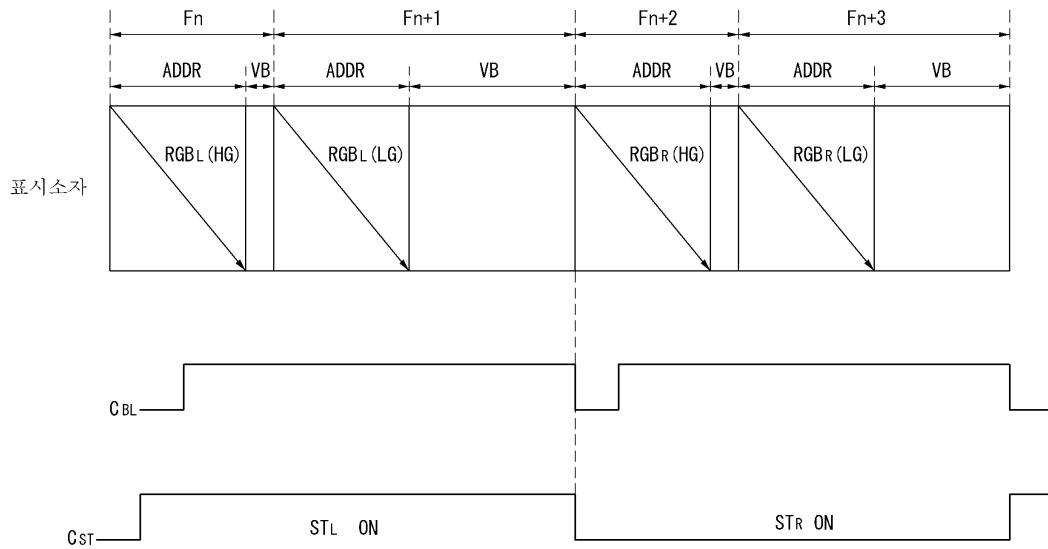 Fn Fn+1 Fn+2 Fn+3
ADDR VB ADDR VB ADDR VB ADDR VB
RGBL(HG) RGBL(LG) RGBR(HG) RGBR(LG)
표시소자
CBL
STL ON STR ON
CST